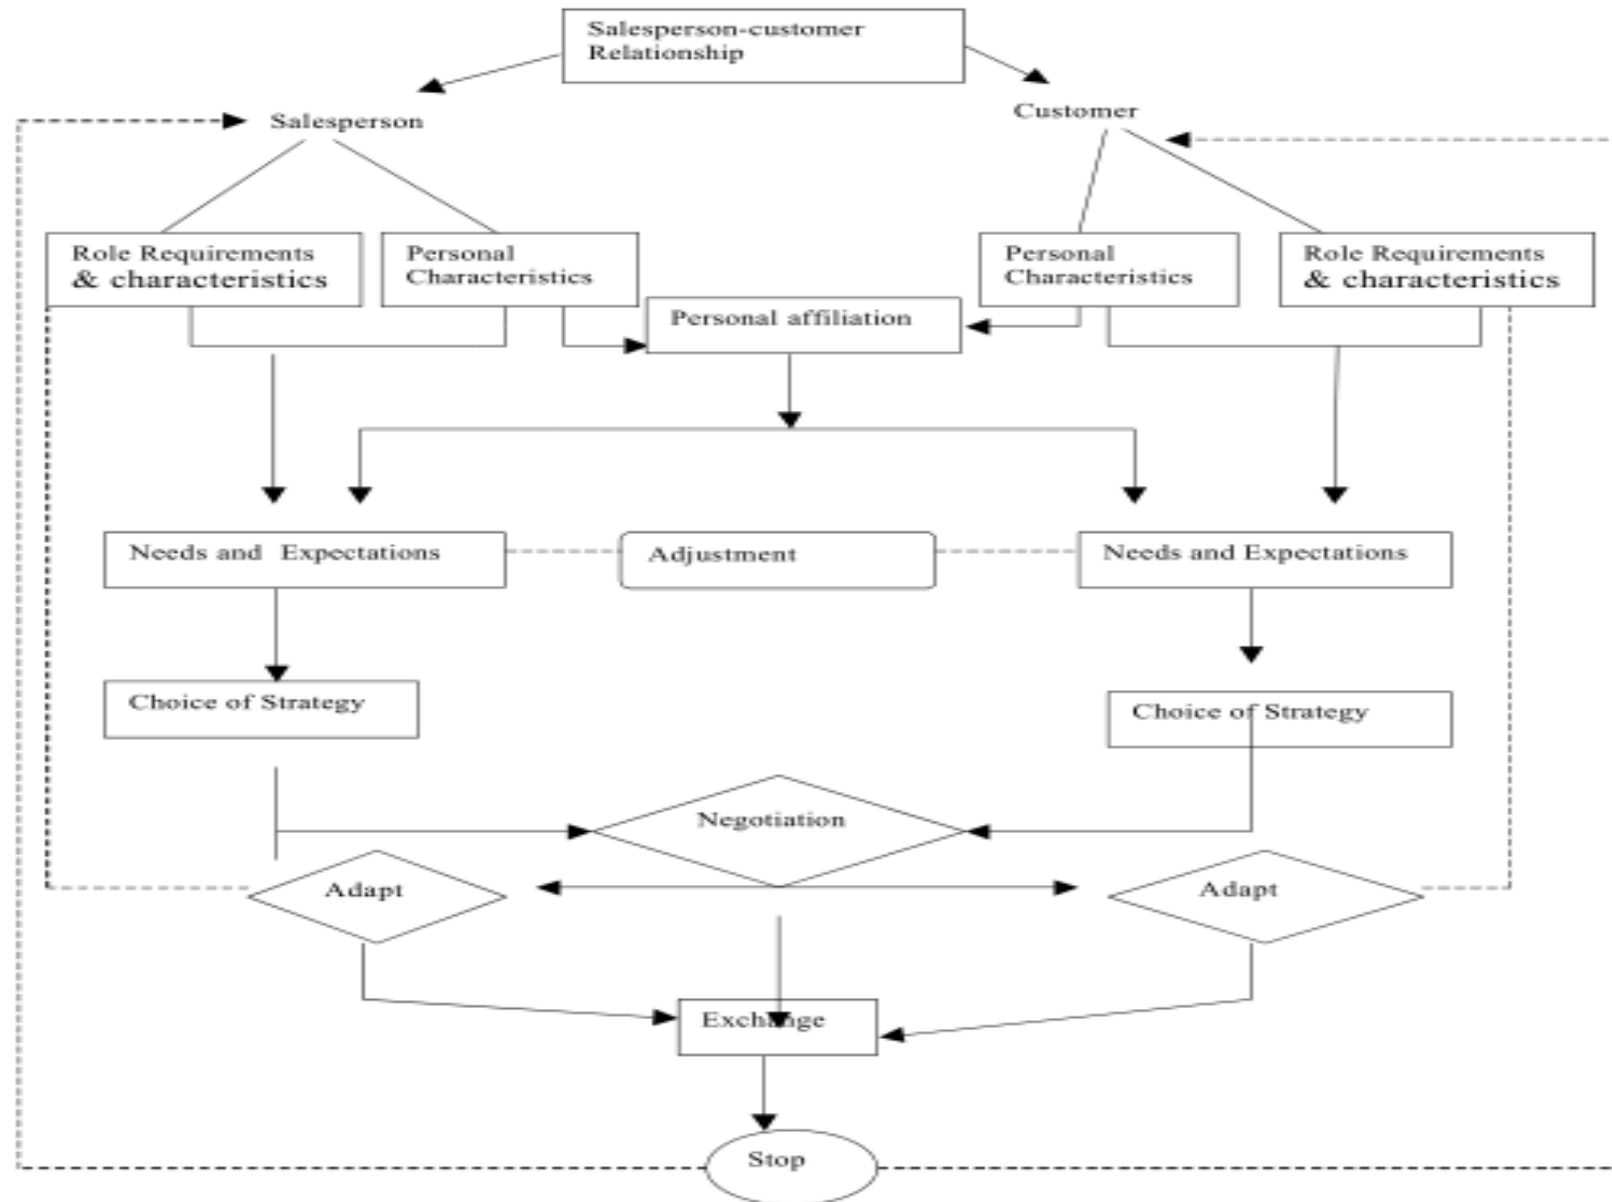 Salesperson-customer
Relationship
Salesperson
Customer
Role Requirements
& characteristics
Personal
Characteristics
Personal
Characteristics
Role Requirements
& characteristics
Personal affiliation
Needs and Expectations
Adjustment
Needs and Expectations
Choice of Strategy
Choice of Strategy
Negotiation
Adapt
Adapt
Exchange
Stop